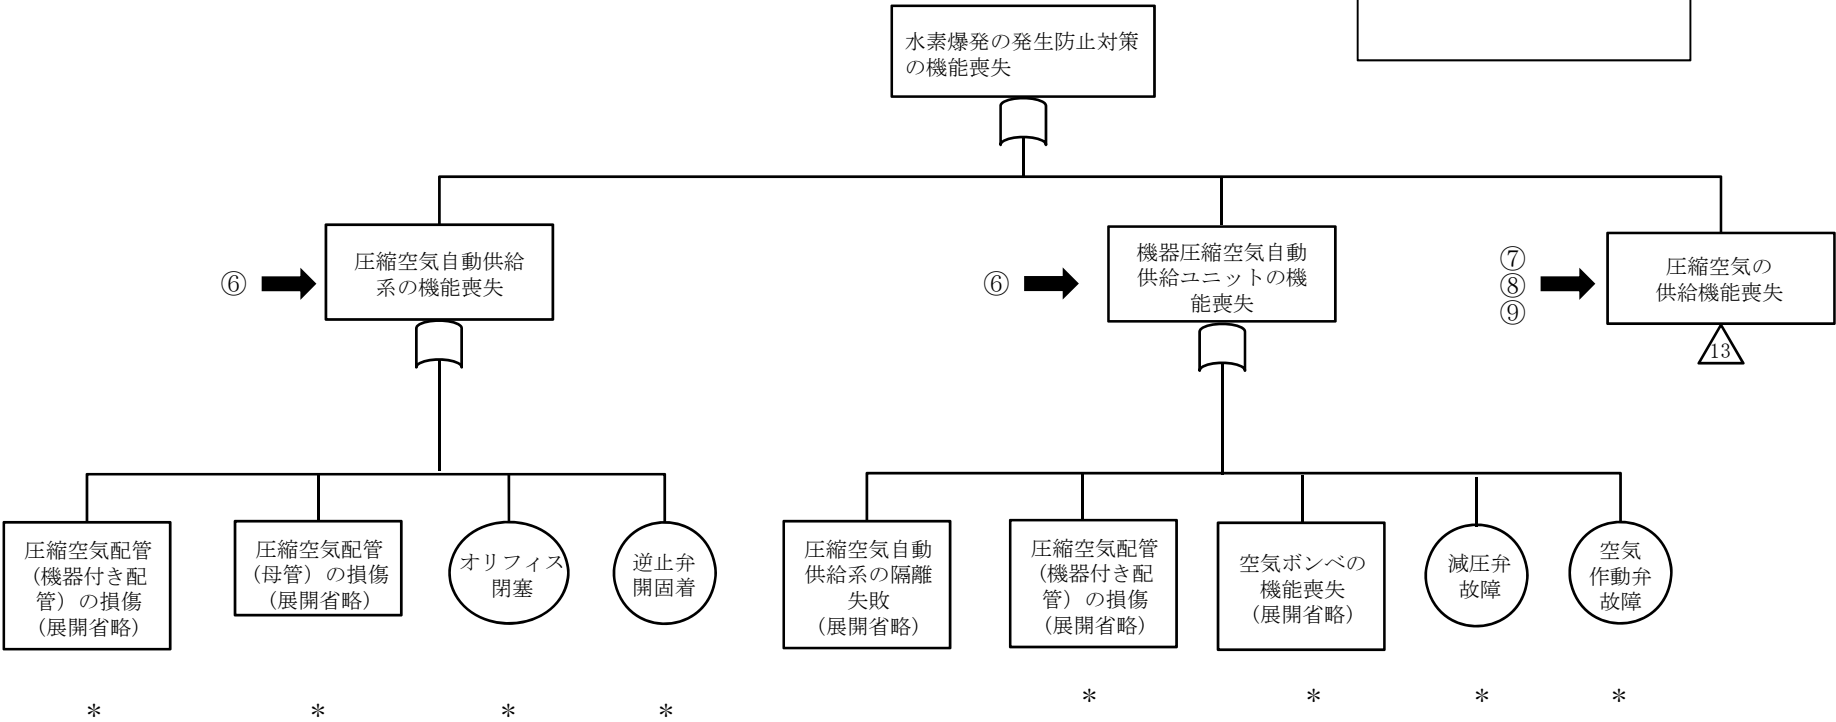 水素爆発の発生防止対策
の機能喪失
⑥
圧縮空気自動供給
系の機能喪失
⑥
機器圧縮空気自動
供給ユニットの機
能喪失
⑦
⑧
⑨
圧縮空気の
供給機能喪失
13
圧縮空気配管
(機器付き配
管）の損傷
(展開省略)
圧縮空気配管
(母管）の損傷
(展開省略)
オリフィス
閉塞
逆止弁
開固着
圧縮空気自動
供給系の隔離
失敗
(展開省略)
圧縮空気配管
(機器付き配
管）の損傷
(展開省略)
空気ボンベの
機能喪失
(展開省略)
減圧弁
故障
空気
作動弁
故障
＊
＊
＊
＊
＊
＊
＊
＊